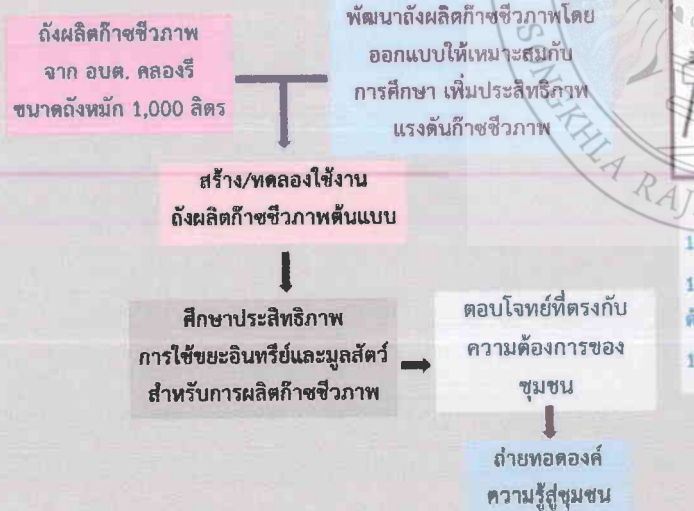 ถังผลิตก๊าซชีวภาพ
จาก อบต. คลองรี
ขนาดถังหมัก 1,000 ลิตร
พัฒนาถังผลิตก๊าซชีวภาพโดย
ออกแบบให้เหมาะสมกับ
การศึกษา เพิ่มประสิทธิภาพ
แรงดันก๊าซชีวภาพ
สร้าง/ทดลองใช้งาน
ถังผลิตก๊าซชีวภาพต้นแบบ
ศึกษาประสิทธิภาพ
การใช้ขยะอินทรีย์และมูลสัตว์
สำหรับการผลิตก๊าซชีวภาพ
ตอบโจทย์ที่ตรงกับ
ความต้องการของ
ชุมชน
ถ่ายทอดองค์
ความรู้สู่ชุมชน
SONGKHLA RAJ
1
1
1